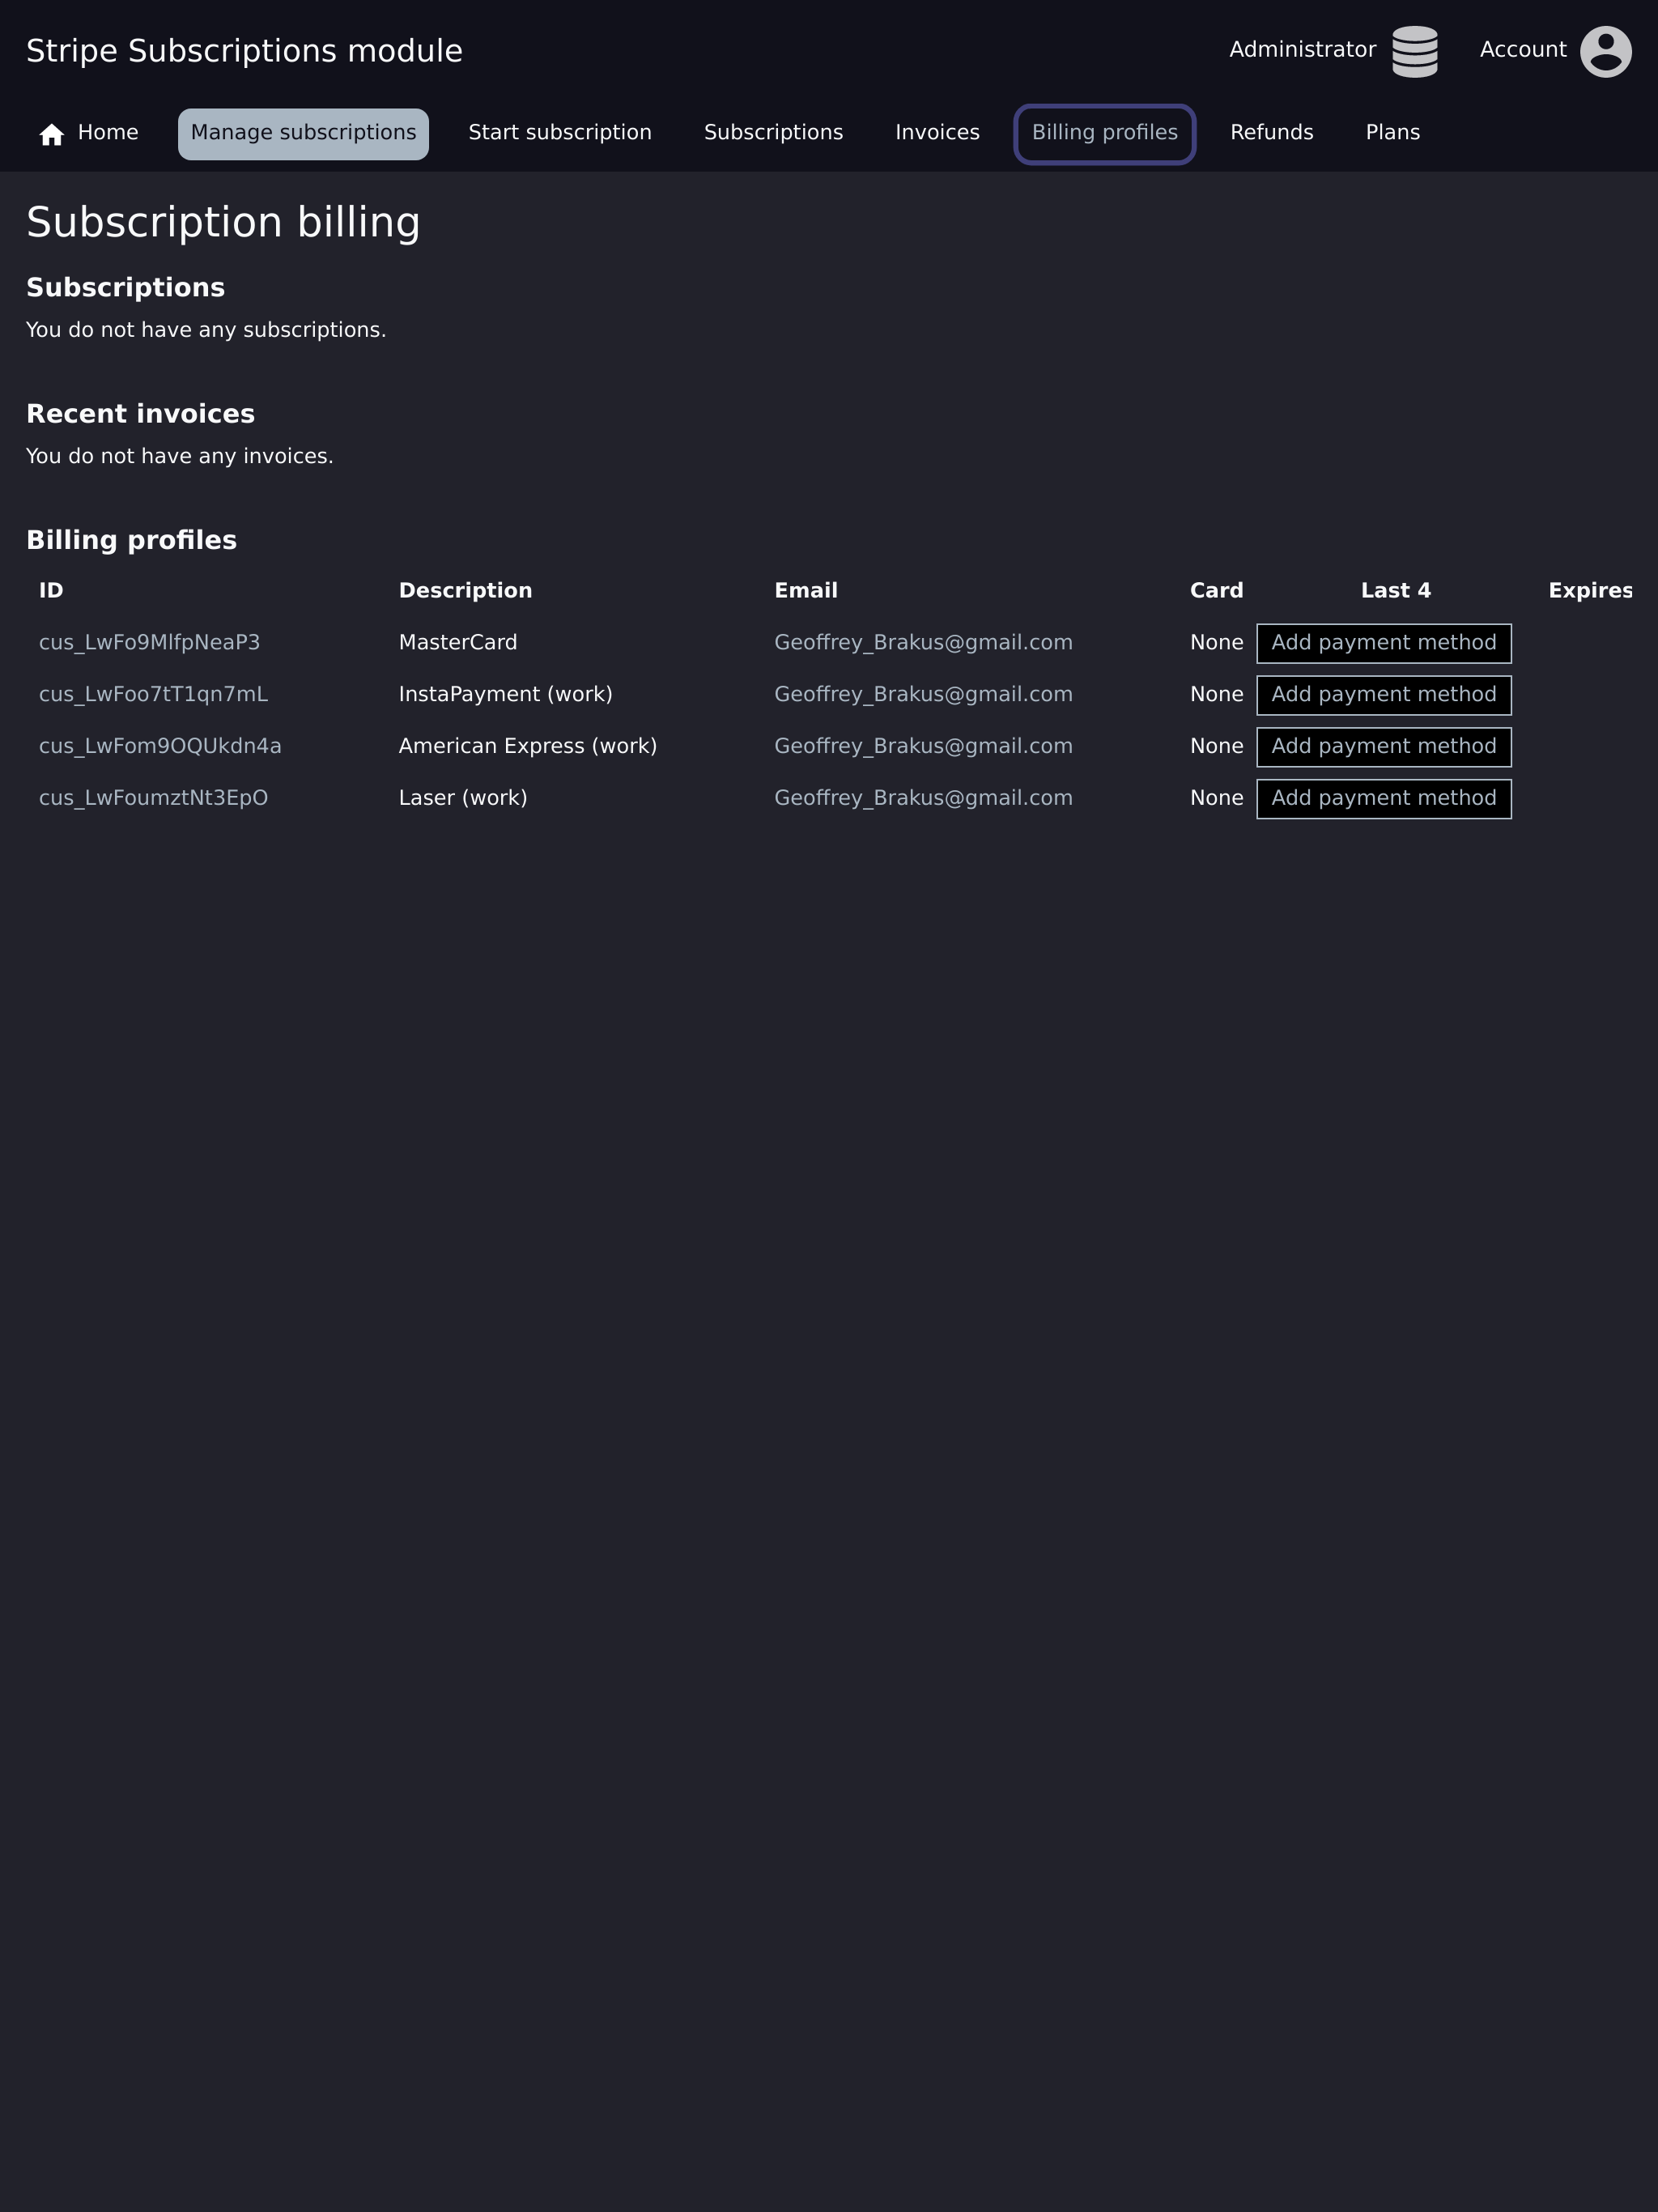 Stripe Subscriptions module
Administrator
Account
Home
Manage subscriptions
Start subscription
Subscriptions
Invoices
Billing profiles
Refunds
Plans
Subscription billing
Subscriptions
You do not have any subscriptions.
Recent invoices
You do not have any invoices.
Billing profiles
ID Description Email Card Last 4 Expires
cus_LwFo9MlfpNeaP3 MasterCard Geoffrey_Brakus@gmail.com None Add payment method
cus_LwFoo7tT1qn7mL InstaPayment (work) Geoffrey_Brakus@gmail.com None Add payment method
cus_LwFom9OQUkdn4a American Express (work) Geoffrey_Brakus@gmail.com None Add payment method
cus_LwFoumztNt3EpO Laser (work) Geoffrey_Brakus@gmail.com None Add payment method